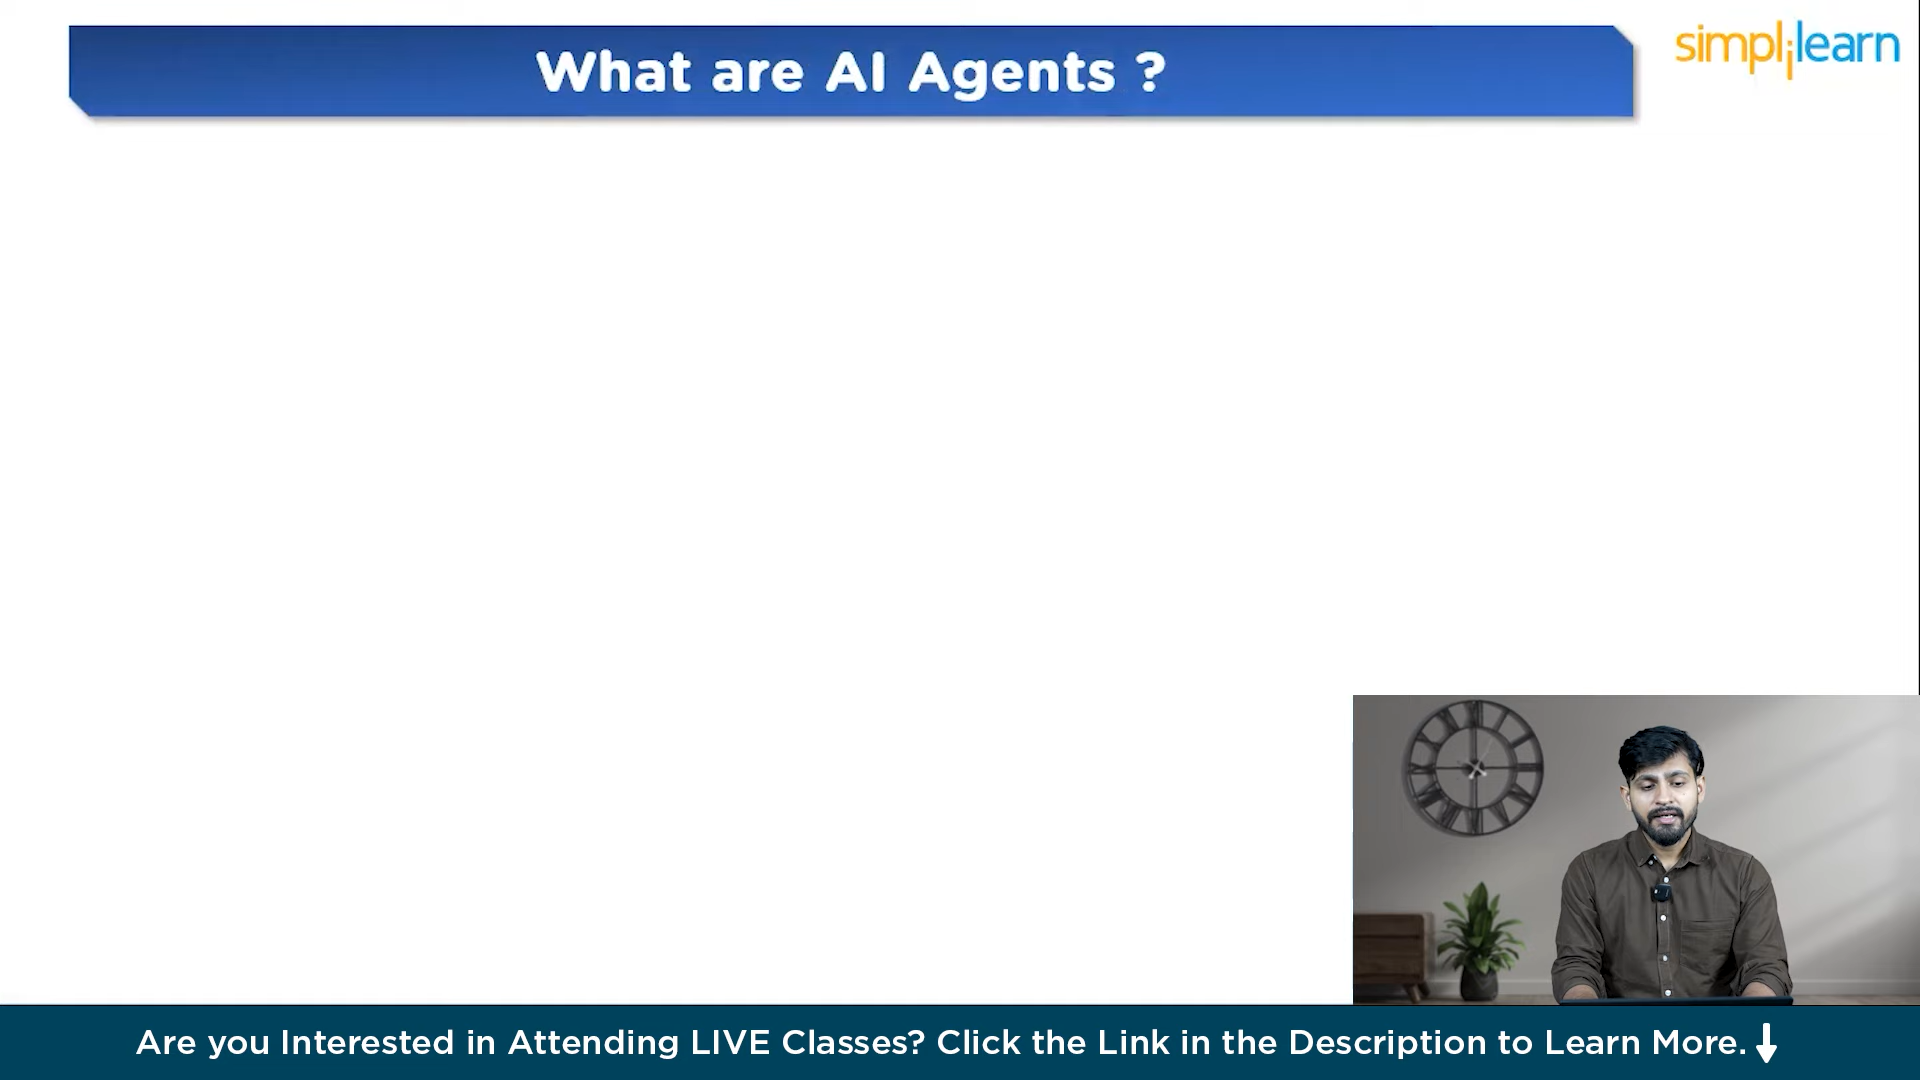 What are AI Agents ?
simplilearn
Are you Interested in Attending LIVE Classes? Click the Link in the Description to Learn More.